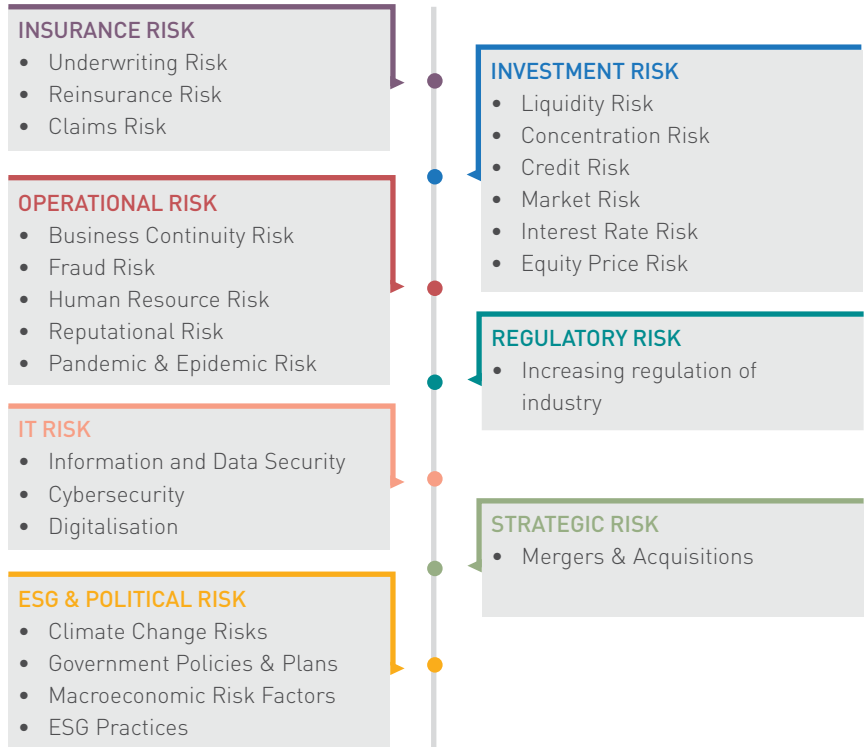 INSURANCE RISK
• Underwriting Risk
• Reinsurance Risk
• Claims Risk
INVESTMENT RISK
• Liquidity Risk
• Concentration Risk
• Credit Risk
• Market Risk
• Interest Rate Risk
• Equity Price Risk
OPERATIONAL RISK
• Business Continuity Risk
• Fraud Risk
• Human Resource Risk
• Reputational Risk
• Pandemic & Epidemic Risk
REGULATORY RISK
• Increasing regulation of
industry
IT RISK
• Information and Data Security
• Cybersecurity
• Digitalisation
STRATEGIC RISK
• Mergers & Acquisitions
ESG & POLITICAL RISK
• Climate Change Risks
• Government Policies & Plans
• Macroeconomic Risk Factors
• ESG Practices